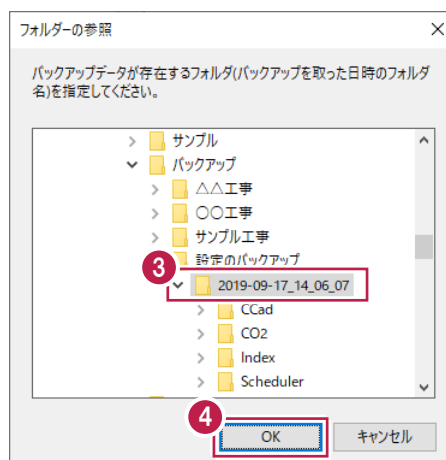 フォルダーの参照
バックアップデータが存在するフォルダ(バックアップを取った日時のフォルダ
名)を指定してください。
サンプル
バックアップ
△△工事
〇〇工事
サンプル工事
設定のバックアップ
3
2019-09-17_14_06_07
CCad
CO2
Index
Scheduler
4
OK
キャンセル